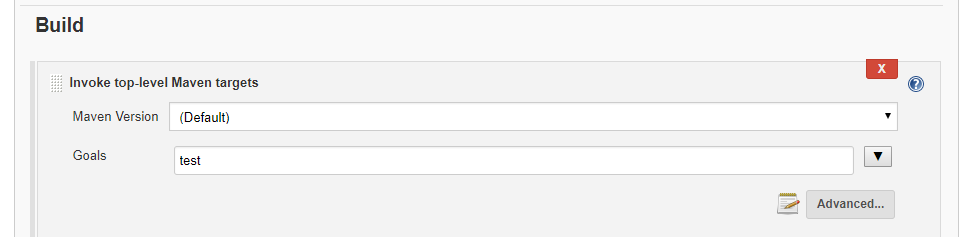 Build
X
Invoke top-level Maven targets
?
Maven Version (Default)
Goals test
Advanced...